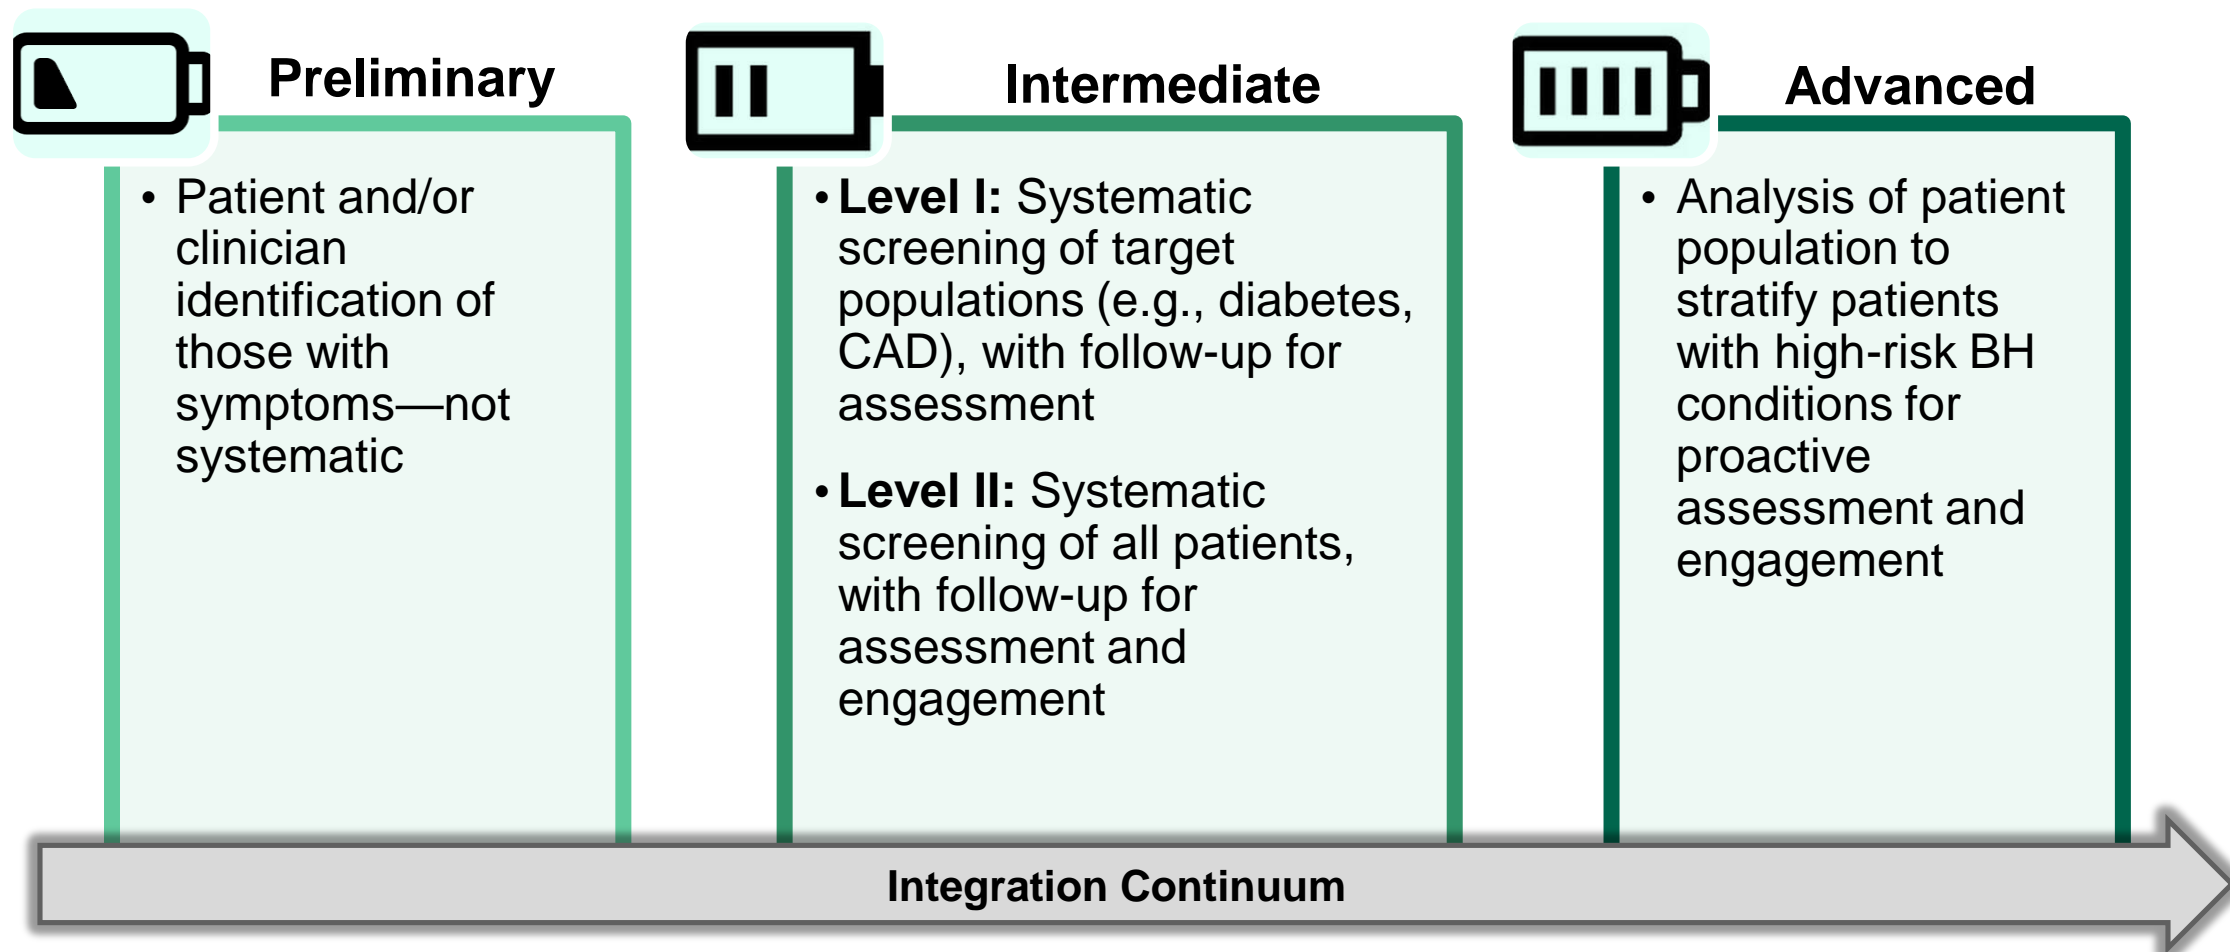 Preliminary
• Patient and/or
clinician
identification of
those with
symptoms—not
systematic
Intermediate
• Level I: Systematic
screening of target
populations (e.g., diabetes,
CAD), with follow-up for
assessment
• Level II: Systematic
screening of all patients,
with follow-up for
assessment and
engagement
Advanced
• Analysis of patient
population to
stratify patients
with high-risk BH
conditions for
proactive
assessment and
engagement
Integration Continuum